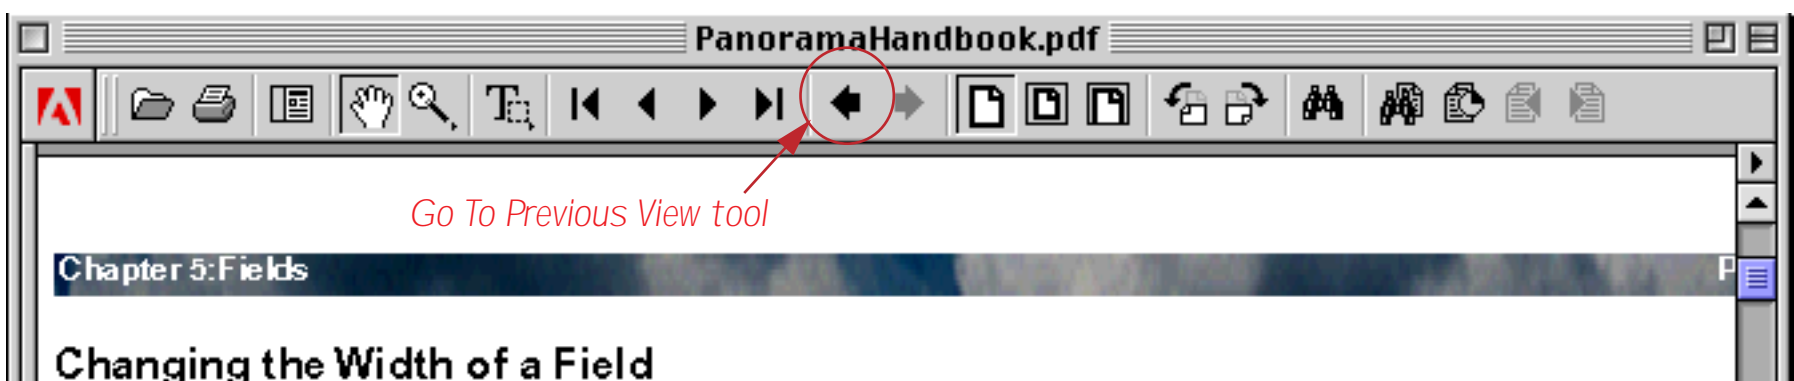 PanoramaHandbook.pdf
Go To Previous View tool
Chapter 5:Fields
P
Changing the Width of a Field